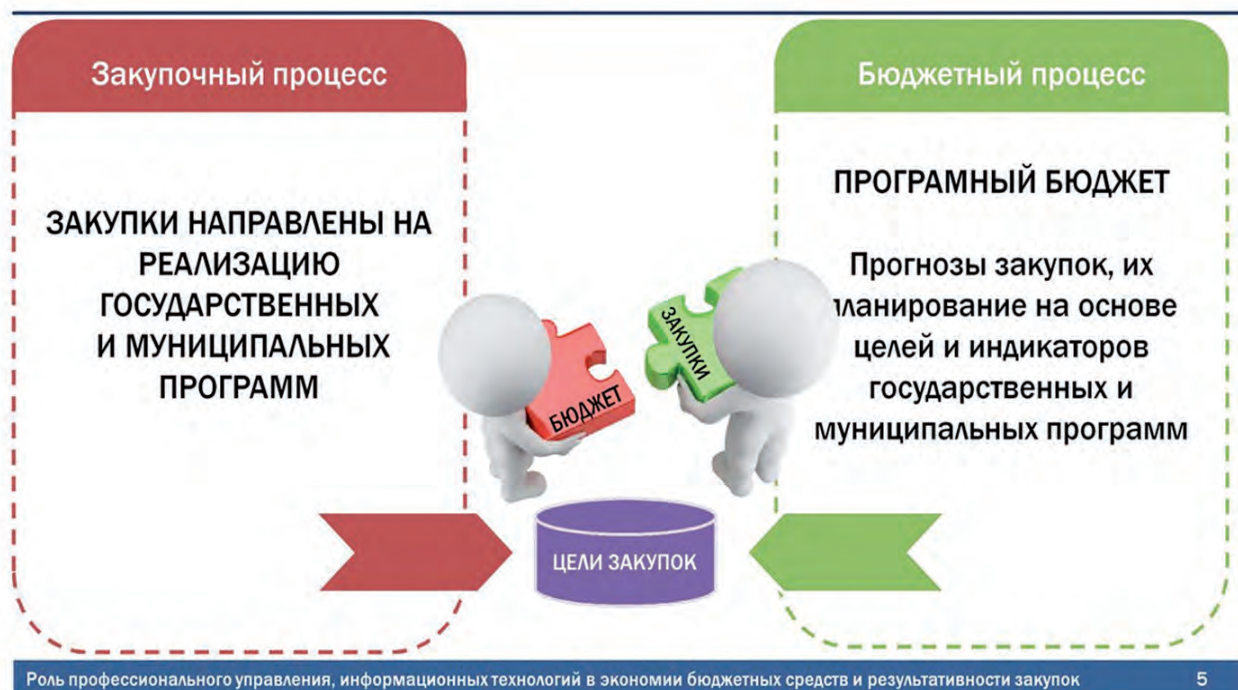 Закупочный процесс
ЗАКУПКИ НАПРАВЛЕНЫ НА
РЕАЛИЗАЦИЮ
ГОСУДАРСТВЕННЫХ
И МУНИЦИПАЛЬНЫХ
ПРОГРАММ
БЮДЖЕТ
ЗАКУПКИ
ЦЕЛИ ЗАКУПОК
Бюджетный процесс
ПРОГРАМНЫЙ БЮДЖЕТ
Прогнозы закупок, их
планирование на основе
целей и индикаторов
государственных и
муниципальных программ
Роль профессионального управления, информационных технологий в экономии бюджетных средств и результативности закупок 5